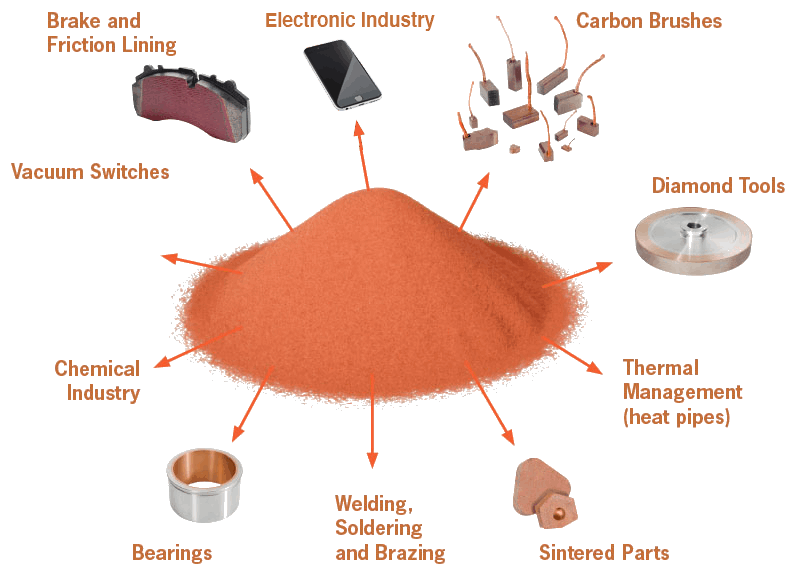 Brake and
Friction Lining
Electronic Industry
Carbon Brushes
Vacuum Switches
Diamond Tools
Chemical
Industry
Thermal
Management
(heat pipes)
Bearings
Welding,
Soldering
and Brazing
Sintered Parts